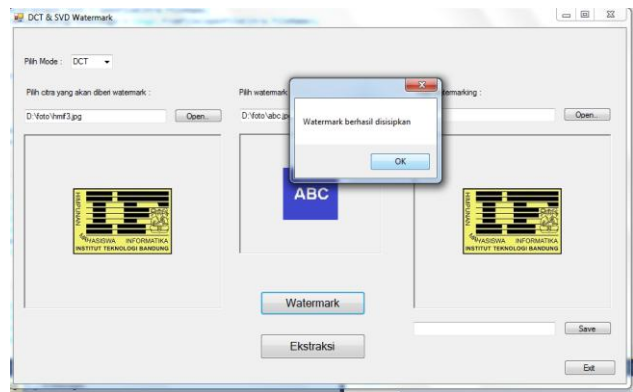 DCT & SVD Watermark
Pilih Mode : DCT
Pilih citra yang akan diberi watermark :
Pilih watermark
D:\foto\hmif3.jpg
Open..
D:\foto\abc.jp
Open...
Watermark berhasil disisipkan
OK
ABC
HIMPUNAN
MAHASISWA INFORMATIKA
INSTITUT TEKNOLOGI BANDUNG
HIMPUNAN
MAHASISWA INFORMATIKA
INSTITUT TEKNOLOGI BANDUNG
Watermark
Ekstraksi
Save
Exit